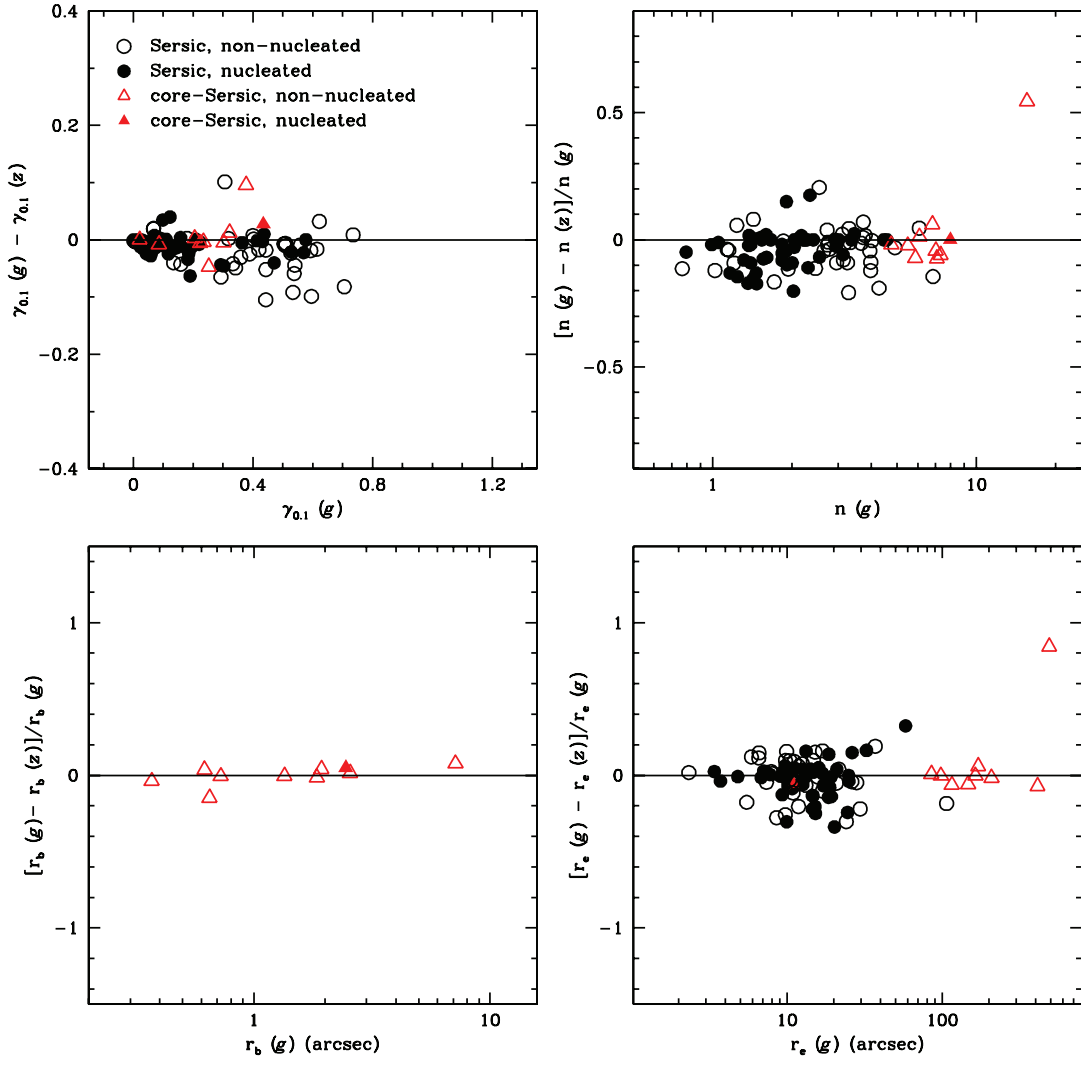 0.4
0.2
0
−0.2
−0.4
γ0.1 (g) − γ0.1 (z)
Sersic, non−nucleated
Sersic, nucleated
core−Sersic, non−nucleated
core−Sersic, nucleated
0 0.4 0.8 1.2
γ0.1 (g)
0.5
0
−0.5
[n (g) − n (z)]/n (g)
1 10
n (g)
1
0
−1
[rb (g)− rb (z)]/rb (g)
1 10
rb (g) (arcsec)
1
0
−1
[re (g) − re (z)]/re (g)
10 100
re (g) (arcsec)